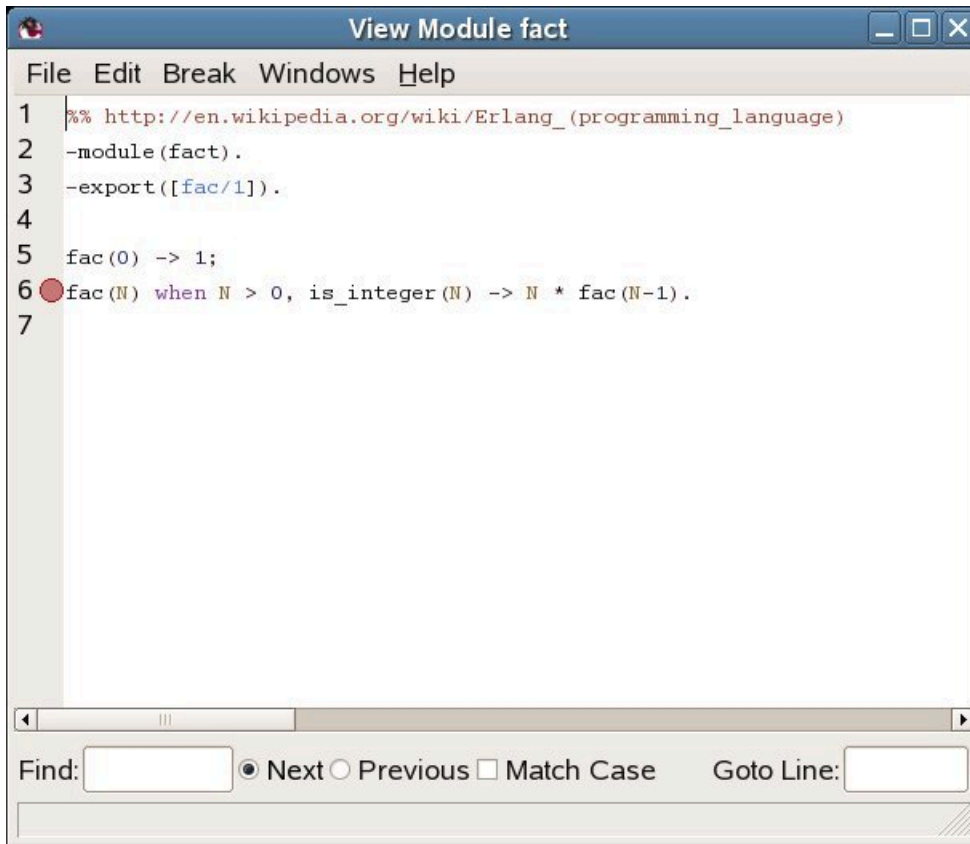 View Module fact
File Edit Break Windows Help
1 %% http://en.wikipedia.org/wiki/Erlang_(programming_language)
2 -module(fact).
3 -export([fac/1]).
4
5 fac(0) -> 1;
6 fac(N) when N > 0, is_integer(N) -> N * fac(N-1).
7
Find: Next Previous Match Case Goto Line: